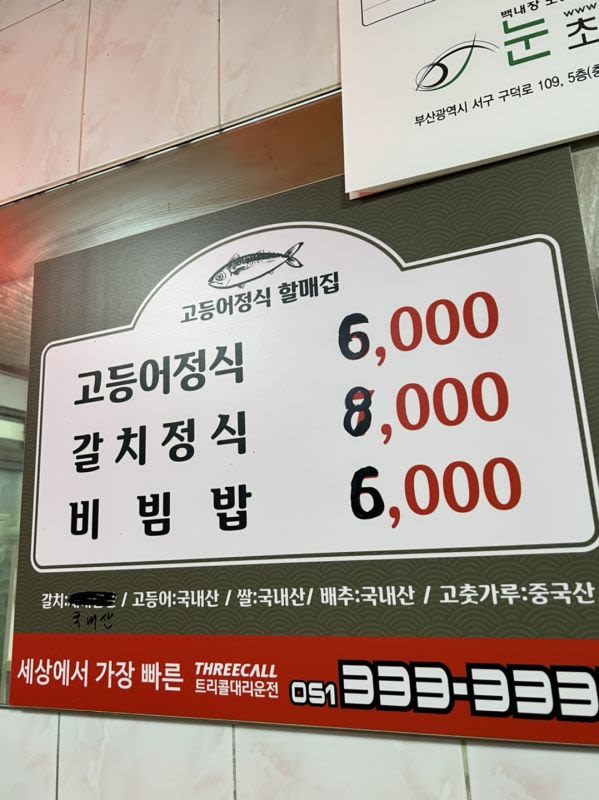 백내장
www.
눈 초
부산광역시 서구 구덕로 109, 5층(충
고등어정식 할매집
고등어정식 6,000
갈치정식 8,000
비빔밥 6,000
갈치: / 고등어:국내산 / 쌀:국내산/ 배추:국내산 / 고춧가루:중국산
국내산
세상에서 가장 빠른 THREECALL
트리콜대리운전 051 333-333